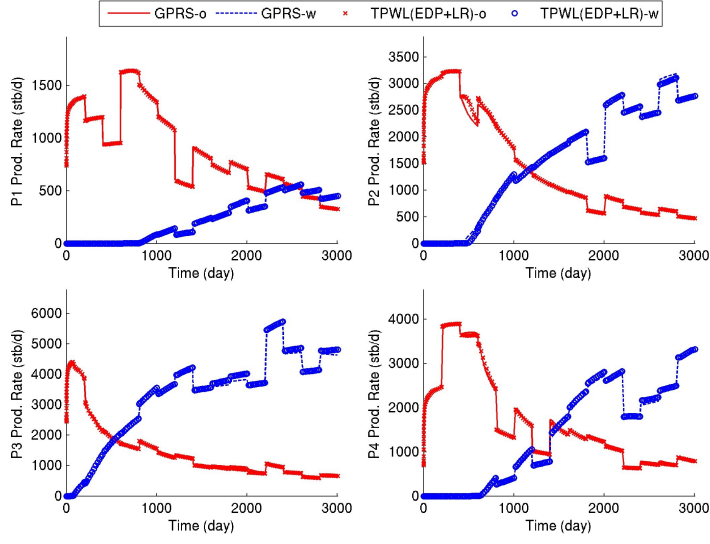 GPRS-o GPRS-w TPWL(EDP+LR)-o TPWL(EDP+LR)-w
P1 Prod. Rate (stb/d)
1500
1000
500
0
0 1000 2000 3000
Time (day)
P2 Prod. Rate (stb/d)
3500
3000
2500
2000
1500
1000
500
0
0 1000 2000 3000
Time (day)
P3 Prod. Rate (stb/d)
6000
5000
4000
3000
2000
1000
0
0 1000 2000 3000
Time (day)
P4 Prod. Rate (stb/d)
4000
3000
2000
1000
0
0 1000 2000 3000
Time (day)